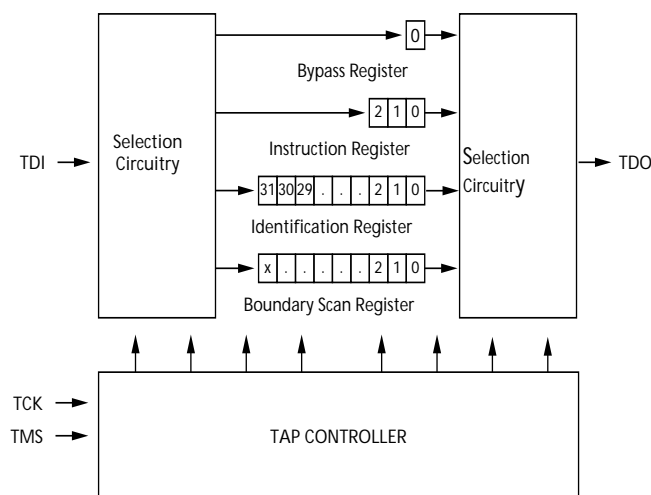 0
Bypass Register
2 1 0
Selection
Circuitry
Instruction Register
Selection
Circuitry
TDI
TDO
31 30 29 . . . 2 1 0
Identification Register
x . . . . . 2 1 0
Boundary Scan Register
TCK
TMS
TAP CONTROLLER